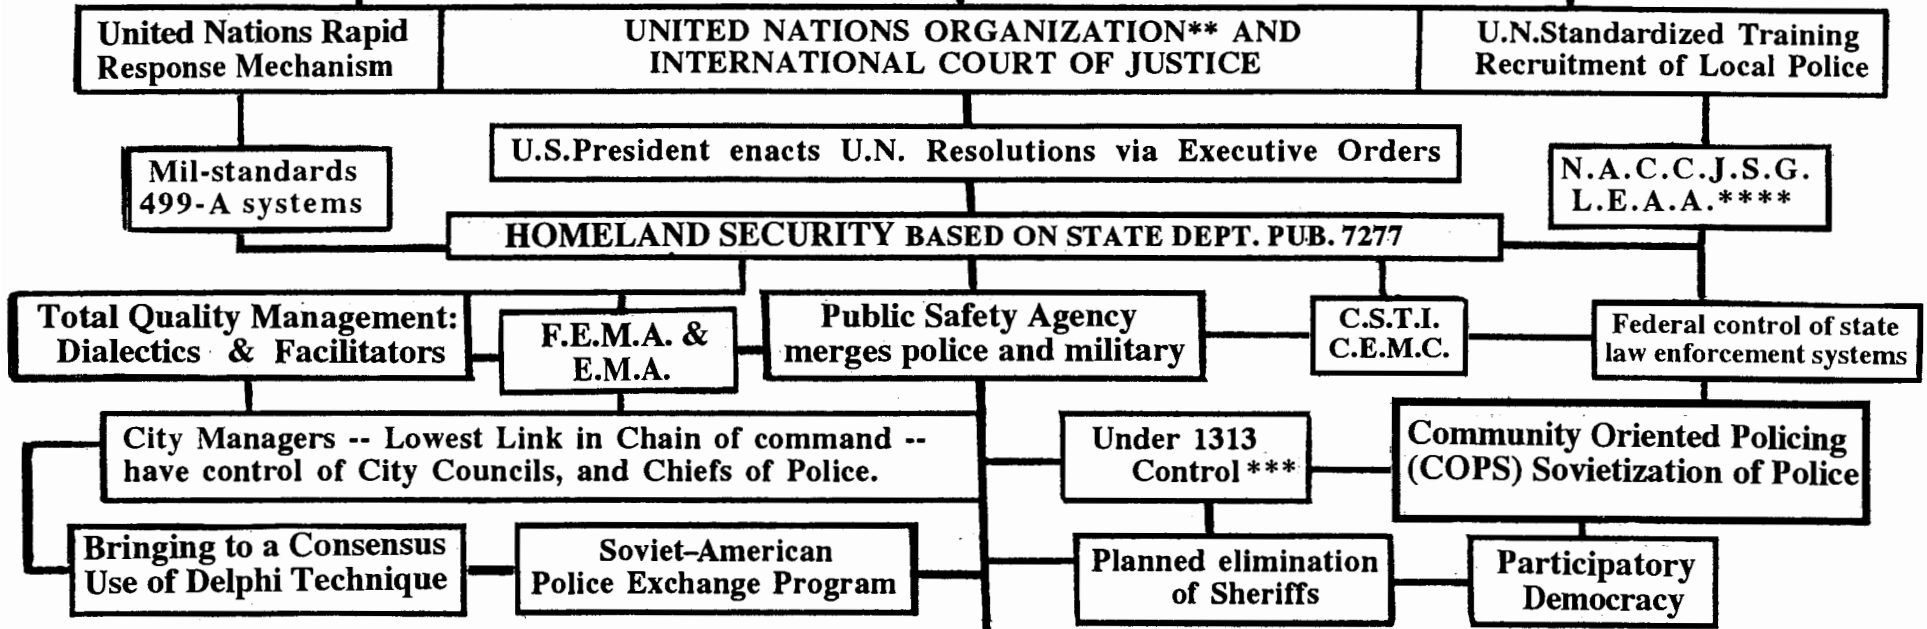 United Nations Rapid
Response Mechanism
UNITED NATIONS ORGANIZATION** AND
INTERNATIONAL COURT OF JUSTICE
U.N.Standardized Training
Recruitment of Local Police
Mil-standards
499-A systems
U.S.President enacts U.N. Resolutions via Executive Orders
N.A.C.C.J.S.G.
L.E.A.A.****
HOMELAND SECURITY BASED ON STATE DEPT. PUB. 7277
Total Quality Management:
Dialectics & Facilitators
F.E.M.A. &
E.M.A.
Public Safety Agency
merges police and military
C.S.T.I.
C.E.M.C.
Federal control of state
law enforcement systems
City Managers -- Lowest Link in Chain of command --
have control of City Councils, and Chiefs of Police.
Under 1313
Control***
Community Oriented Policing
(COPS) Sovietization of Police
Bringing to a Consensus
Use of Delphi Technique
Soviet–American
Police Exchange Program
Planned elimination
of Sheriffs
Participatory
Democracy